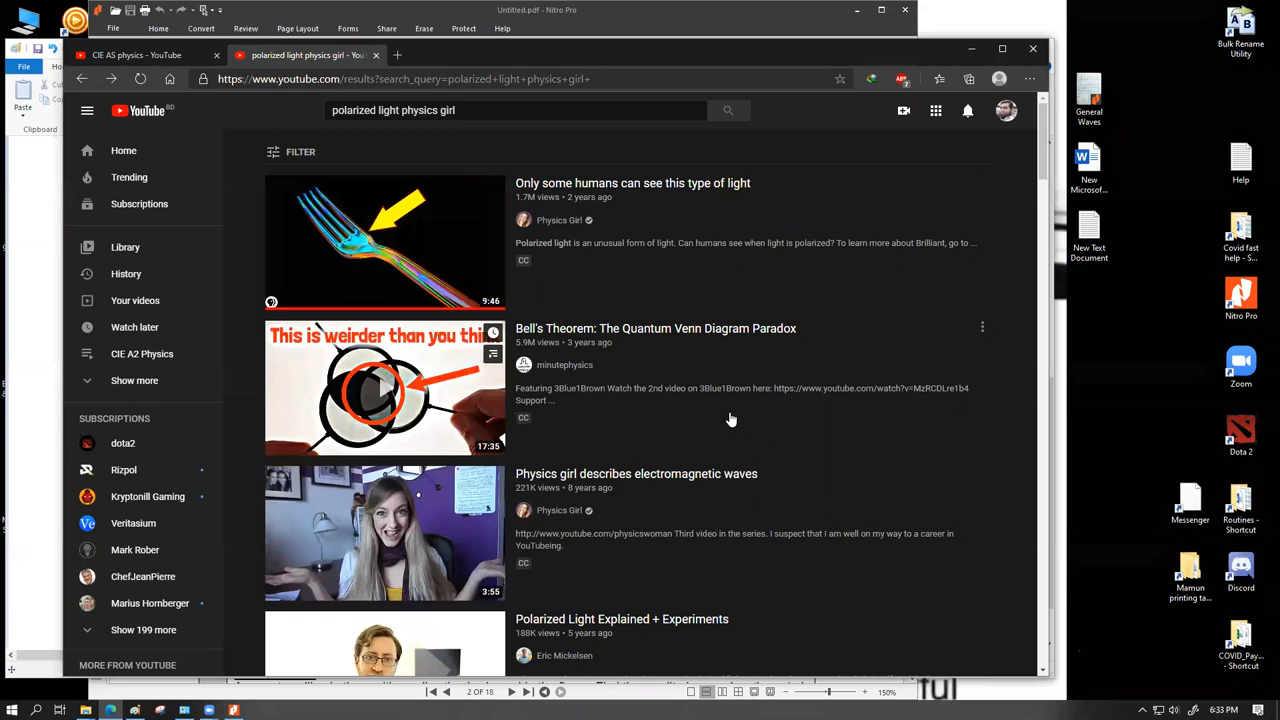 Untitled.pdf - Nitro Pro
File Home Convert Review Page Layout Forms Share Erase Protect Help
CIE AS physics - YouTube
polarized light physics girl - You
https://www.youtube.com/results?search_query=polarized+light+physics+girl+
7
File
Paste
Clipboard
YouTube BD
polarized light physics girl
Home
Trending
Subscriptions
Library
History
Your videos
Watch later
CIE A2 Physics
Show more
SUBSCRIPTIONS
dota2
Rizpol
Kryptonill Gaming
Veritasium
Mark Rober
ChefJeanPierre
Marius Hornberger
Show 199 more
MORE FROM YOUTUBE
FILTER
9:46
Only some humans can see this type of light
1.7M views • 2 years ago
Physics Girl
Polarized light is an unusual form of light. Can humans see when light is polarized? To learn more about Brilliant, go to ...
CC
This is weirder than you thin
17:35
Bell's Theorem: The Quantum Venn Diagram Paradox
5.9M views • 3 years ago
minutephysics
Featuring 3Blue1Brown Watch the 2nd video on 3Blue1Brown here: https://www.youtube.com/watch?v=MzRCDLre1b4
Support ...
CC
3:55
Physics girl describes electromagnetic waves
221K views • 8 years ago
Physics Girl
http://www.youtube.com/physicswoman Third video in the series. I suspect that I am well on my way to a career in
YouTubeing.
CC
Polarized Light Explained + Experiments
188K views • 5 years ago
Eric Mickelsen
2 OF 18
150%
ful
General
Waves
New
Microsof...
New Text
Document
Messenger
Mamun
printing ta...
Bulk Rename
Utility
Help
Covid fast
help - S...
Nitro Pro
Zoom
Dota 2
Routines -
Shortcut
Discord
COVID_Pay...
- Shortcut
6:33 PM